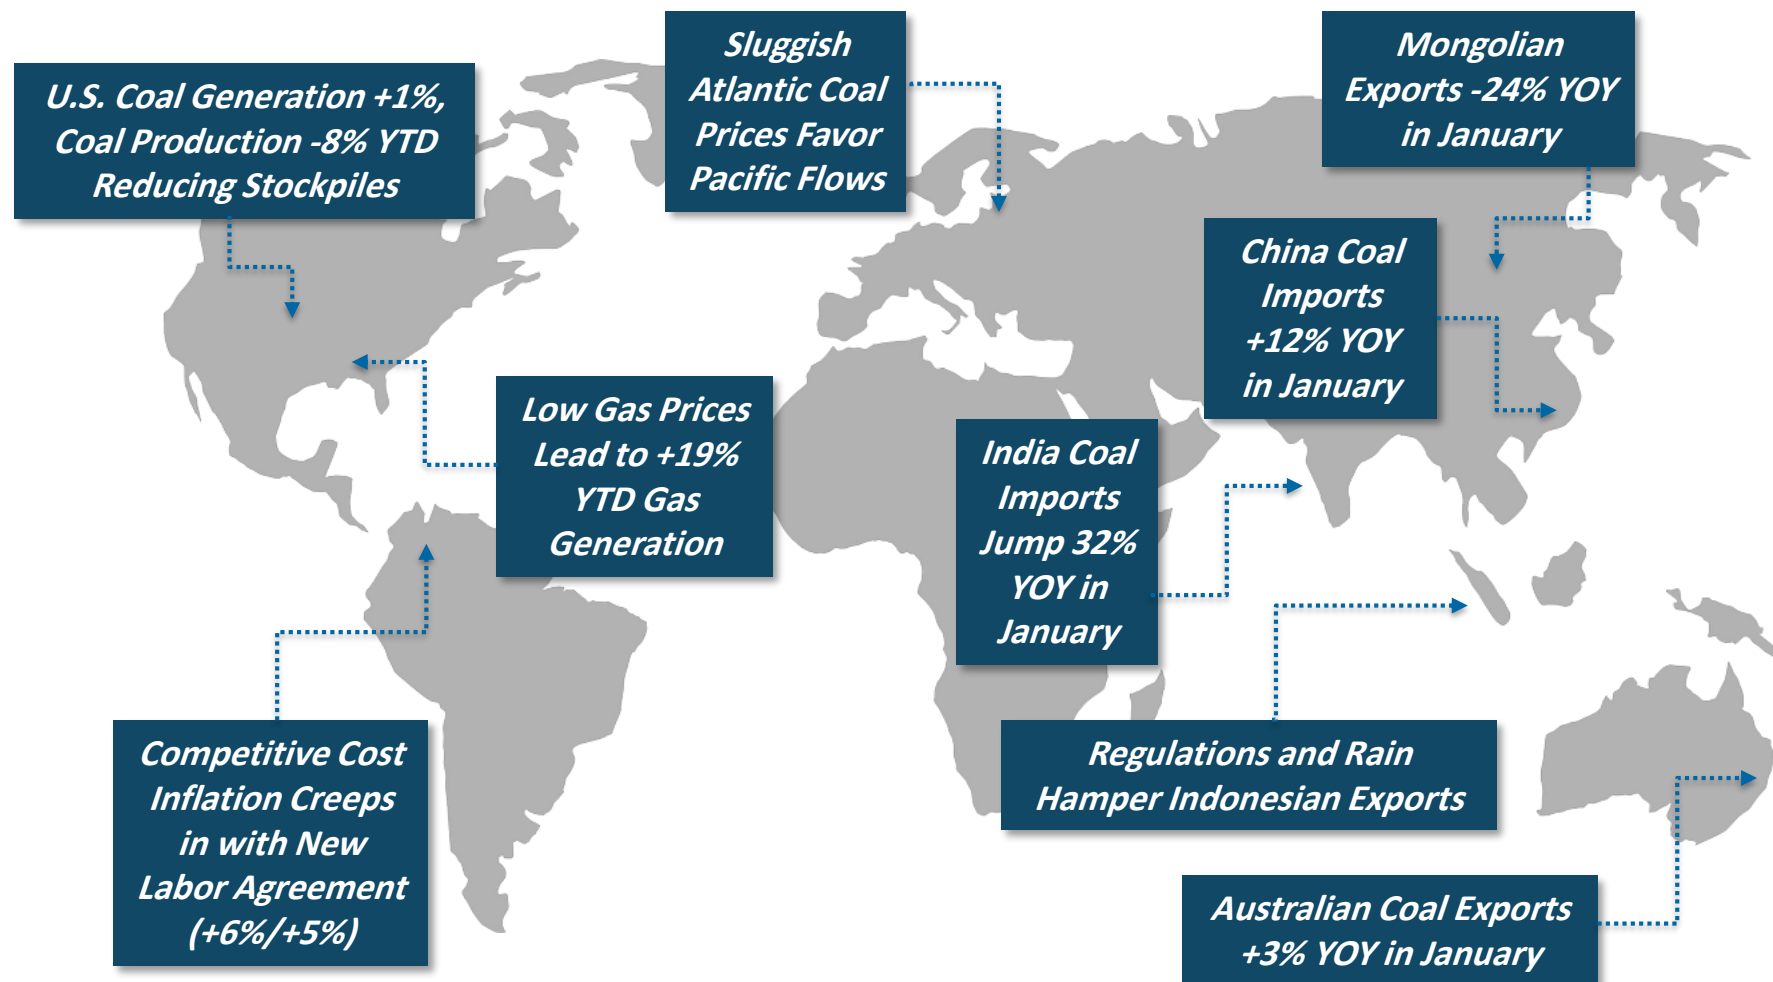 U.S. Coal Generation +1%,
Coal Production -8% YTD
Reducing Stockpiles
Sluggish
Atlantic Coal
Prices Favor
Pacific Flows
Mongolian
Exports -24% YOY
in January
China Coal
Imports
+12% YOY
in January
Low Gas Prices
Lead to +19%
YTD Gas
Generation
India Coal
Imports
Jump 32%
YOY in
January
Competitive Cost
Inflation Creeps
in with New
Labor Agreement
(+6%/+5%)
Regulations and Rain
Hamper Indonesian Exports
Australian Coal Exports
+3% YOY in January